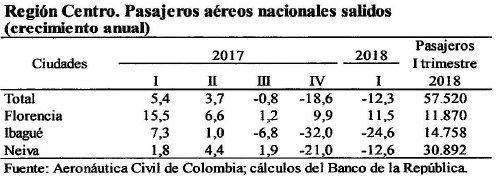 Región Centro. Pasajeros aéreos nacionales salidos
(crecimiento anual)
Ciudades 2017 2018 Pasajeros I trimestre 2018
I II III IV I
Total 5,4 3,7 -0,8 -18,6 -12,3 57.520
Florencia 15,5 6,6 1,2 9,9 11,5 11.870
Ibagué 7,3 1,0 -6,8 -32,0 -24,6 14.758
Neiva 1,8 4,4 1,9 -21,0 -12,6 30.892
Fuente: Aeronáutica Civil de Colombia; cálculos del Banco de la República.